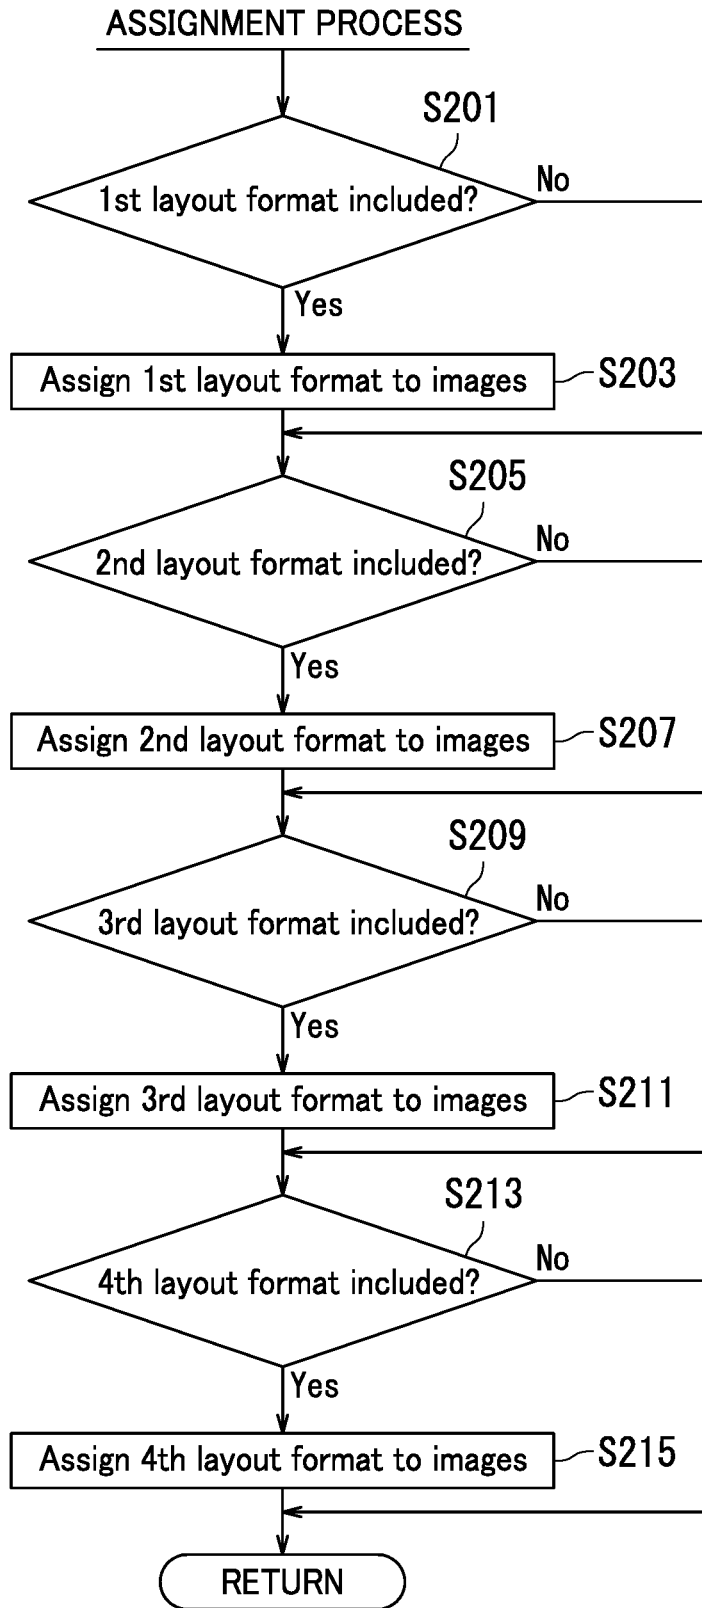 ASSIGNMENT PROCESS
S201
1st layout format included?
No
Yes
Assign 1st layout format to images
S203
S205
2nd layout format included?
No
Yes
Assign 2nd layout format to images
S207
S209
3rd layout format included?
No
Yes
Assign 3rd layout format to images
S211
S213
4th layout format included?
No
Yes
Assign 4th layout format to images
S215
RETURN